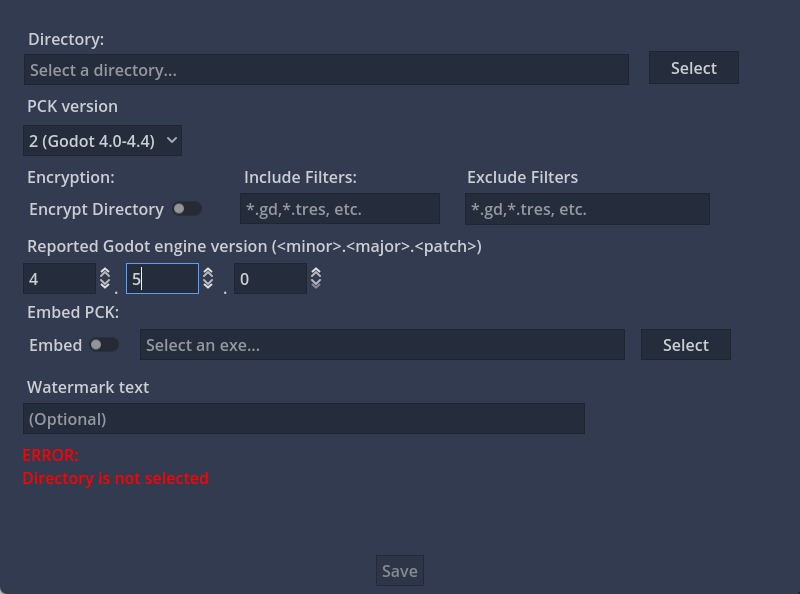 Directory:
Select a directory... Select
PCK version
2 (Godot 4.0-4.4)
Encryption: Include Filters: Exclude Filters
Encrypt Directory *.gd,*.tres, etc. *.gd,*.tres, etc.
Reported Godot engine version (<minor>.<major>.<patch>)
4 . 5 . 0
Embed PCK:
Embed Select an exe... Select
Watermark text
(Optional)
ERROR:
Directory is not selected
Save